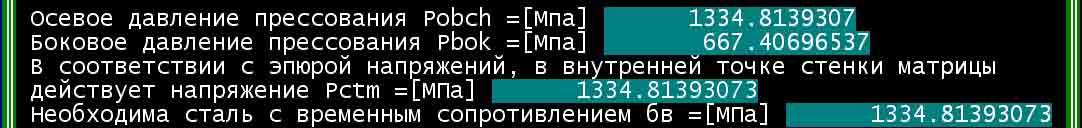 Осевое давление прессования Pobch =[Мпа] 1334.8139307
Боковое давление прессования Pbok =[Мпа] 667.40696537
В соответствии с эпюрой напряжений, в внутренней точке стенки матрицы
действует напряжение Pctm =[МПа] 1334.81393073
Необходима сталь с временным сопротивлением бв =[МПа] 1334.81393073